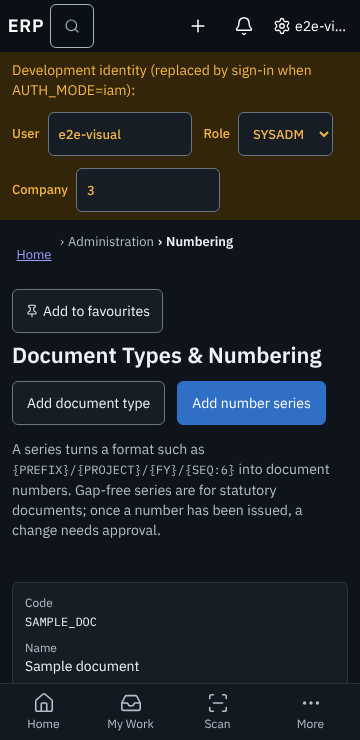 ERP e2e-vi...
Development identity (replaced by sign-in when
AUTH_MODE=iam):
User e2e-visual Role SYSADM
Company 3
Home › Administration › Numbering
Add to favourites
Document Types & Numbering
Add document type Add number series
A series turns a format such as
{PREFIX}/{PROJECT}/{FY}/{SEQ:6} into document
numbers. Gap-free series are for statutory
documents; once a number has been issued, a
change needs approval.
Code
SAMPLE_DOC
Name
Sample document
Home My Work Scan More